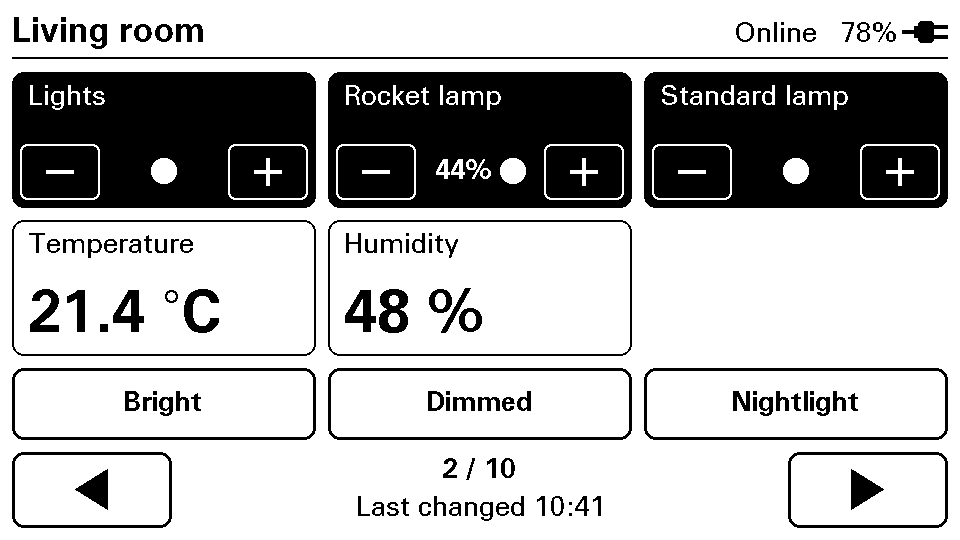 Living room
Online 78%
Lights
Rocket lamp
Standard lamp
− +
− 44% +
− +
Temperature
Humidity
21.4 °C
48 %
Bright
Dimmed
Nightlight
2 / 10
Last changed 10:41